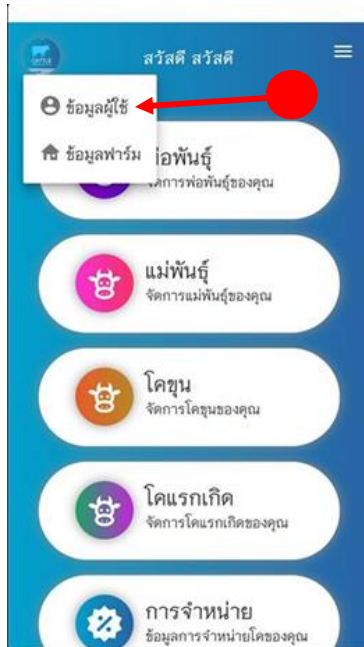 สวัสดี สวัสดี
ข้อมูลผู้ใช้
ข้อมูลฟาร์ม
พ่อพันธุ์
จัดการพ่อพันธุ์ของคุณ
แม่พันธุ์
จัดการแม่พันธุ์ของคุณ
โคขุน
จัดการโคขุนของคุณ
โคแรกเกิด
จัดการโคแรกเกิดของคุณ
การจำหน่าย
ข้อมูลการจำหน่ายโคของคุณ